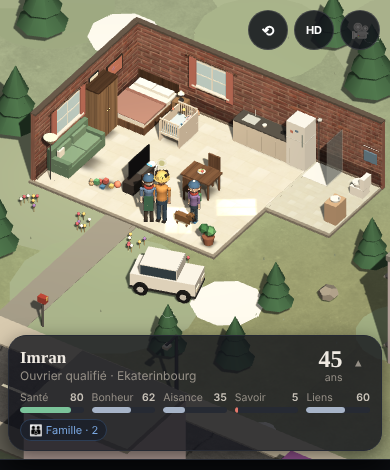 HD
Imran
45
Ouvrier qualifié · Ekaterinbourg
ans
Santé 80 Bonheur 62 Aisance 35 Savoir 5 Liens 60
Famille · 2